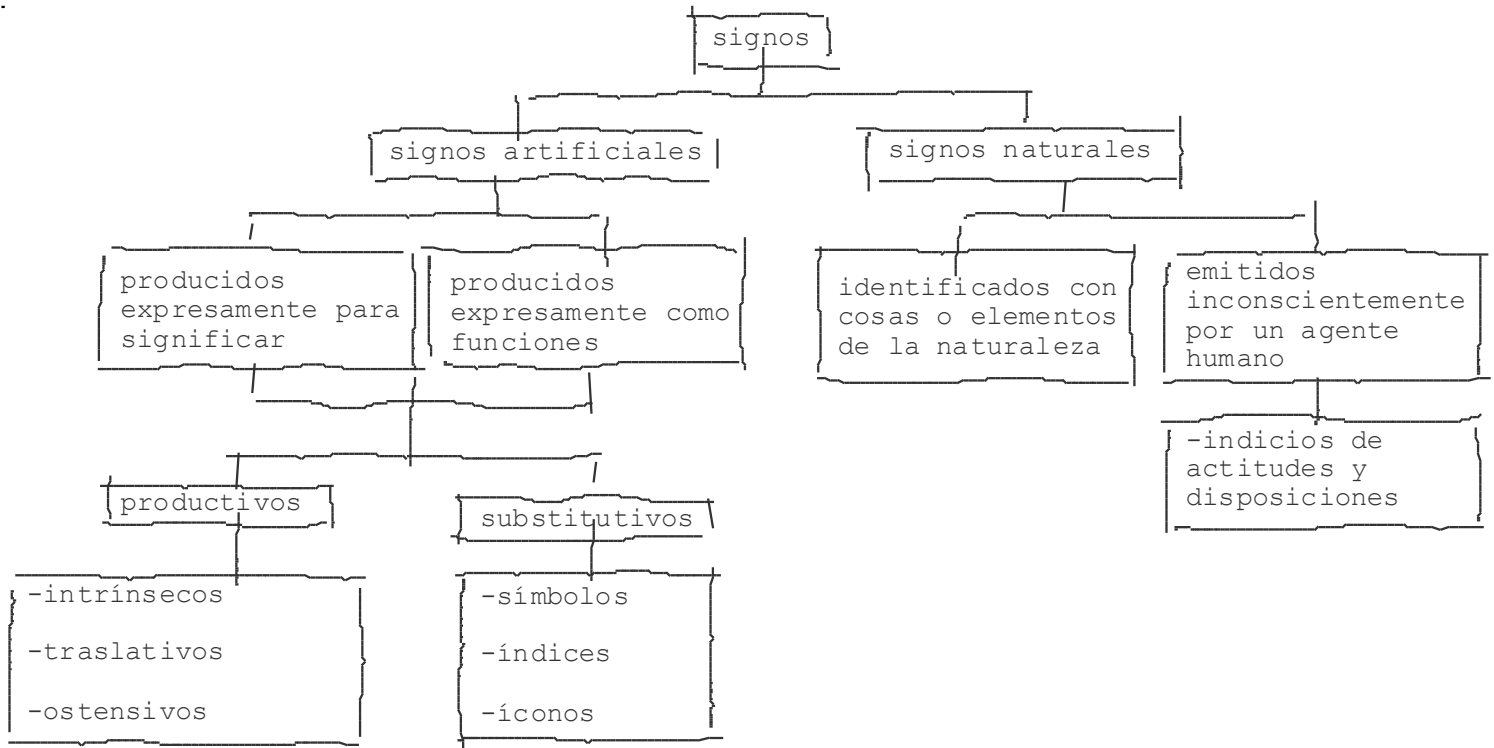 signos
signos artificiales
signos naturales
producidos
expresamente para
significar
producidos
expresamente como
funciones
identificados con
cosas o elementos
de la naturaleza
emitidos
inconscientemente
por un agente
humano
-indicios de
actitudes y
disposiciones
productivos
substitutivos
-intrínsecos
-traslativos
-ostensivos
-símbolos
-índices
-íconos